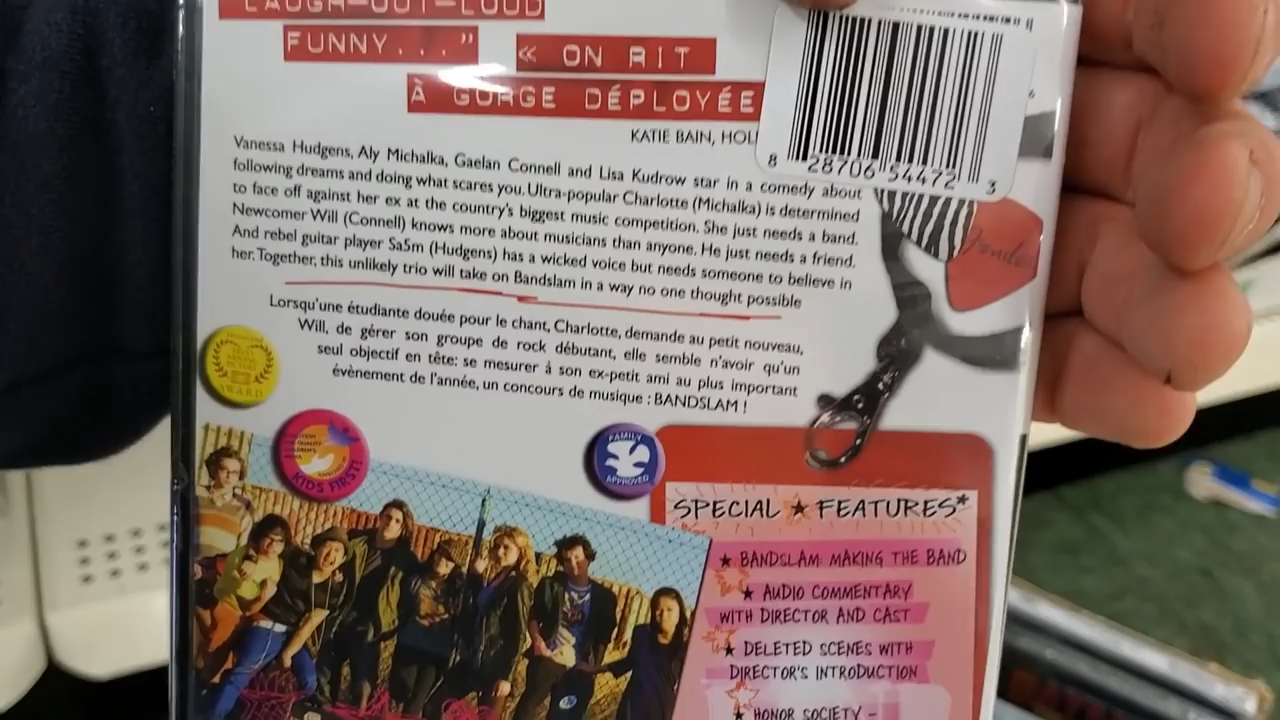 "LAUGH-OUT-LOUD
FUNNY..." « ON RIT
À GORGE DÉPLOYÉE
KATIE BAIN, HOL
8 28706 54472 3
Vanessa Hudgens, Aly Michalka, Gaelan Connell and Lisa Kudrow star in a comedy about
following dreams and doing what scares you. Ultra-popular Charlotte (Michalka) is determined
to face off against her ex at the country's biggest music competition. She just needs a band.
Newcomer Will (Connell) knows more about musicians than anyone. He just needs a friend.
And rebel guitar player Sa5m (Hudgens) has a wicked voice but needs someone to believe in
her. Together, this unlikely trio will take on Bandslam in a way no one thought possible
Fender
Lorsqu'une étudiante douée pour le chant, Charlotte, demande au petit nouveau,
Will, de gérer son groupe de rock débutant, elle semble n'avoir qu'un
seul objectif en tête: se mesurer à son ex-petit ami au plus important
évènement de l'année, un concours de musique : BANDSLAM !
AWARD
KIDS FIRST!
FAMILY
APPROVED
SPECIAL ★ FEATURES*
★ BANDSLAM: MAKING THE BAND
★ AUDIO COMMENTARY
WITH DIRECTOR AND CAST
★ DELETED SCENES WITH
DIRECTOR'S INTRODUCTION
★ HONOR SOCIETY –